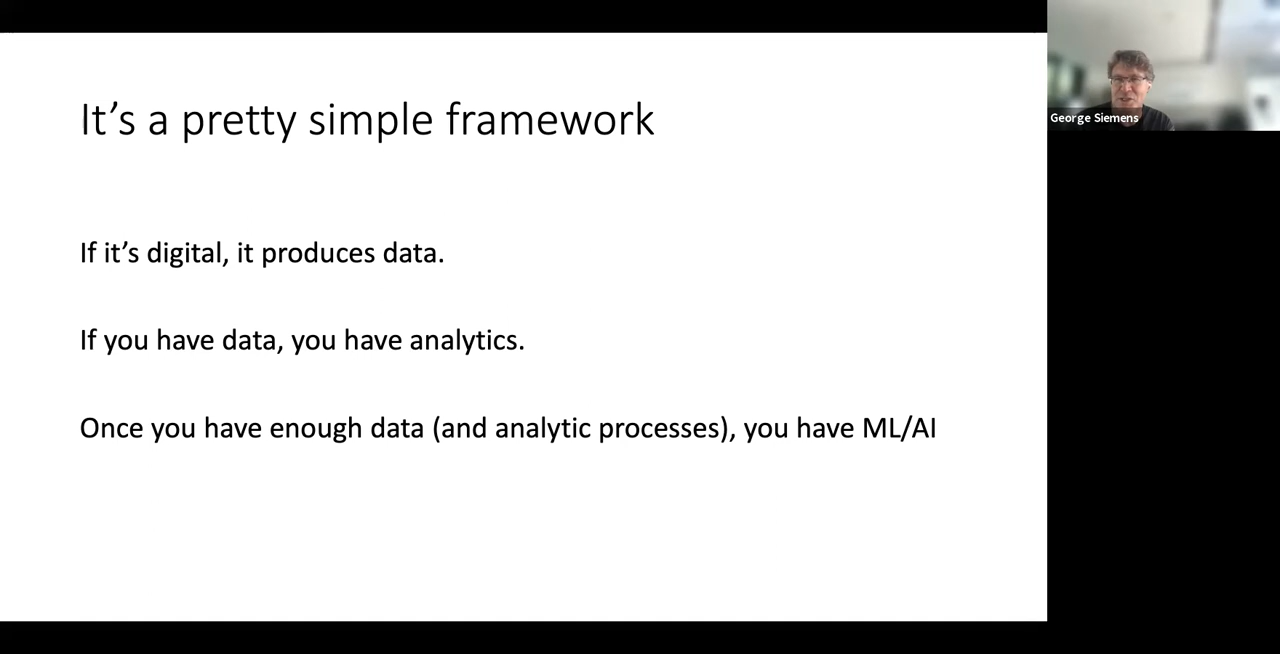 It’s a pretty simple framework
If it’s digital, it produces data.
If you have data, you have analytics.
Once you have enough data (and analytic processes), you have ML/AI
George Siemens